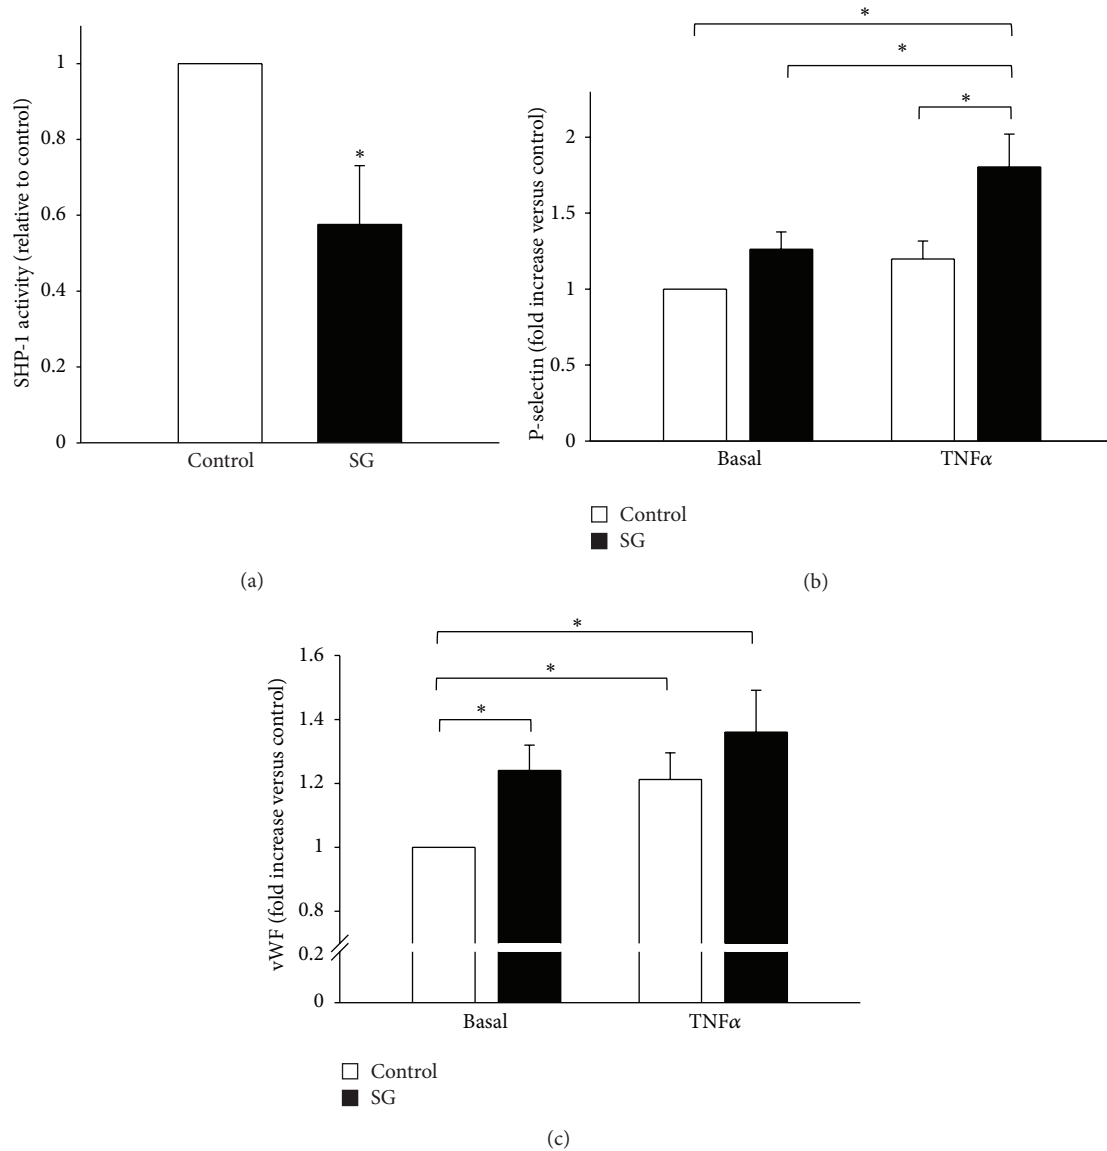 SHP-1 activity (relative to control)
1
0.8
0.6
0.4
0.2
0
*
Control SG
(a)
P-selectin (fold increase versus control)
2
1.5
1
0.5
0
*
*
*
Basal TNFα
Control
SG
(b)
vWF (fold increase versus control)
1.6
1.4
1.2
1
0.8
0.2
0
*
*
*
Basal TNFα
Control
SG
(c)